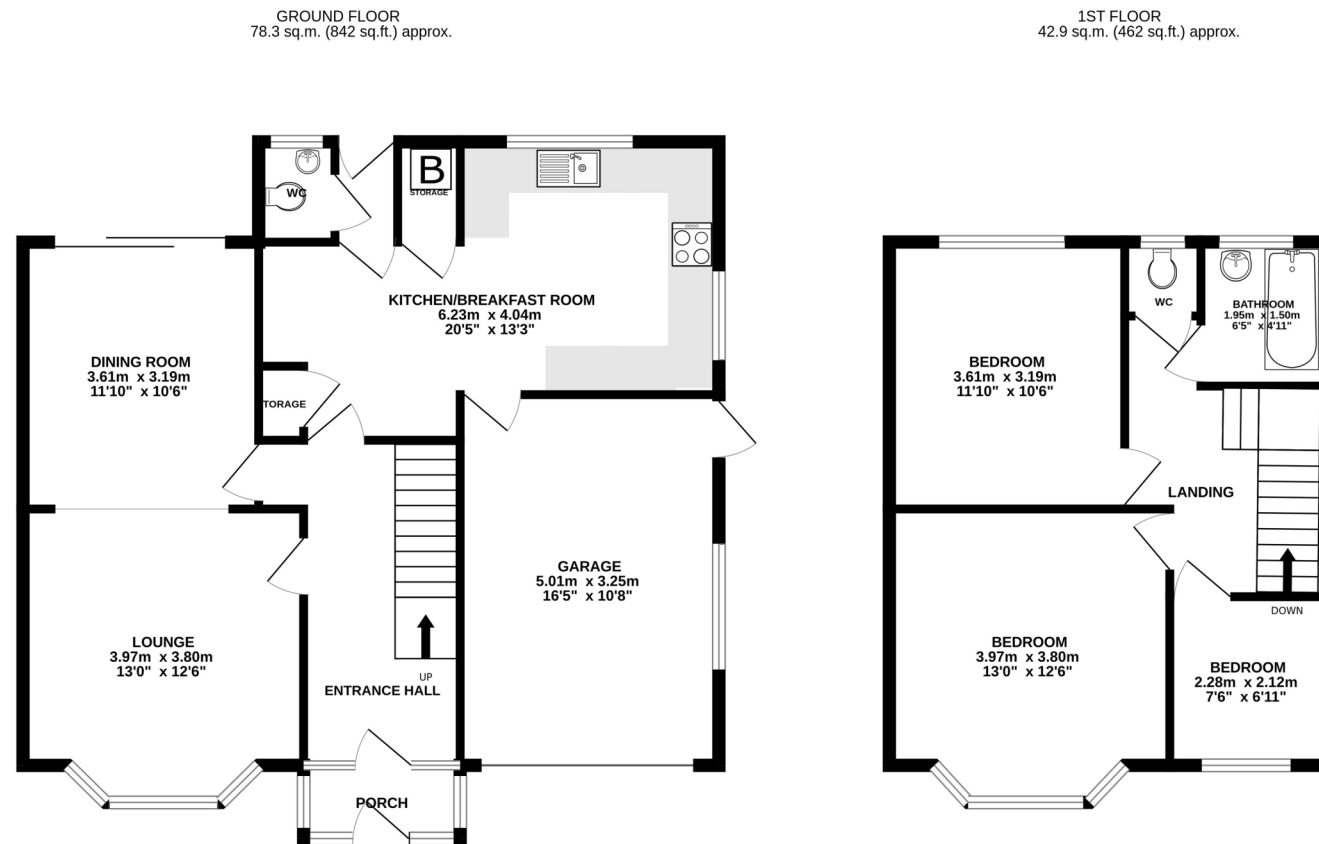 GROUND FLOOR
78.3 sq.m. (842 sq.ft.) approx.
1ST FLOOR
42.9 sq.m. (462 sq.ft.) approx.
B
STORAGE
WC
KITCHEN/BREAKFAST ROOM
6.23m x 4.04m
20'5" x 13'3"
DINING ROOM
3.61m x 3.19m
11'10" x 10'6"
TORAGE
GARAGE
5.01m x 3.25m
16'5" x 10'8"
LOUNGE
3.97m x 3.80m
13'0" x 12'6"
UP
ENTRANCE HALL
PORCH
WC
BATHROOM
1.95m x 1.50m
6'5" x 4'11"
BEDROOM
3.61m x 3.19m
11'10" x 10'6"
LANDING
DOWN
BEDROOM
3.97m x 3.80m
13'0" x 12'6"
BEDROOM
2.28m x 2.12m
7'6" x 6'11"